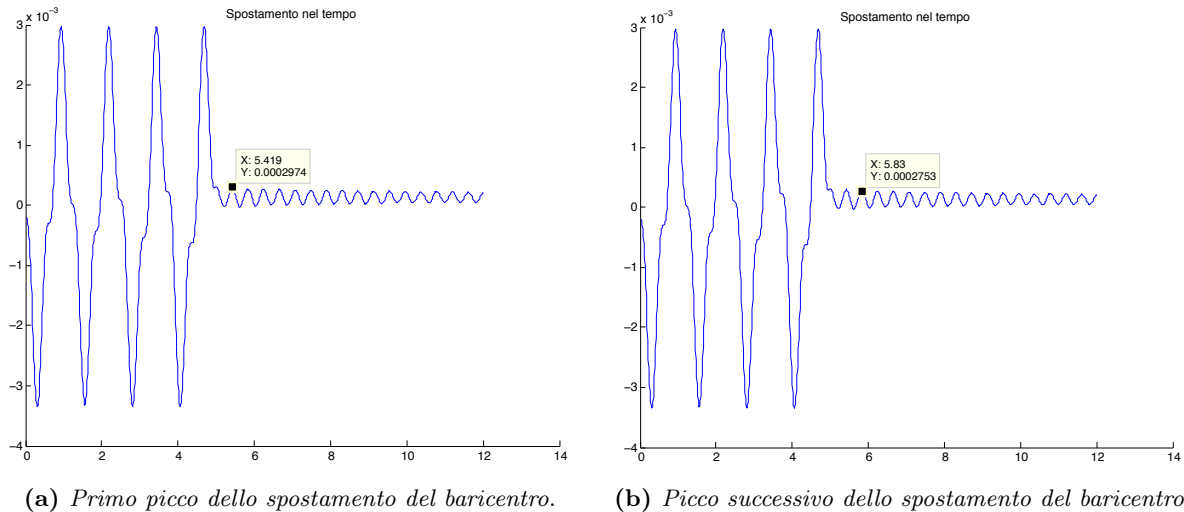 Spostamento nel tempo
x 10⁻³
3
2
1
0
−1
−2
−3
−4
0 2 4 6 8 10 12 14
X: 5.419
Y: 0.0002974
(a) Primo picco dello spostamento del baricentro.
Spostamento nel tempo
x 10⁻³
3
2
1
0
−1
−2
−3
−4
0 2 4 6 8 10 12 14
X: 5.83
Y: 0.0002753
(b) Picco successivo dello spostamento del baricentro